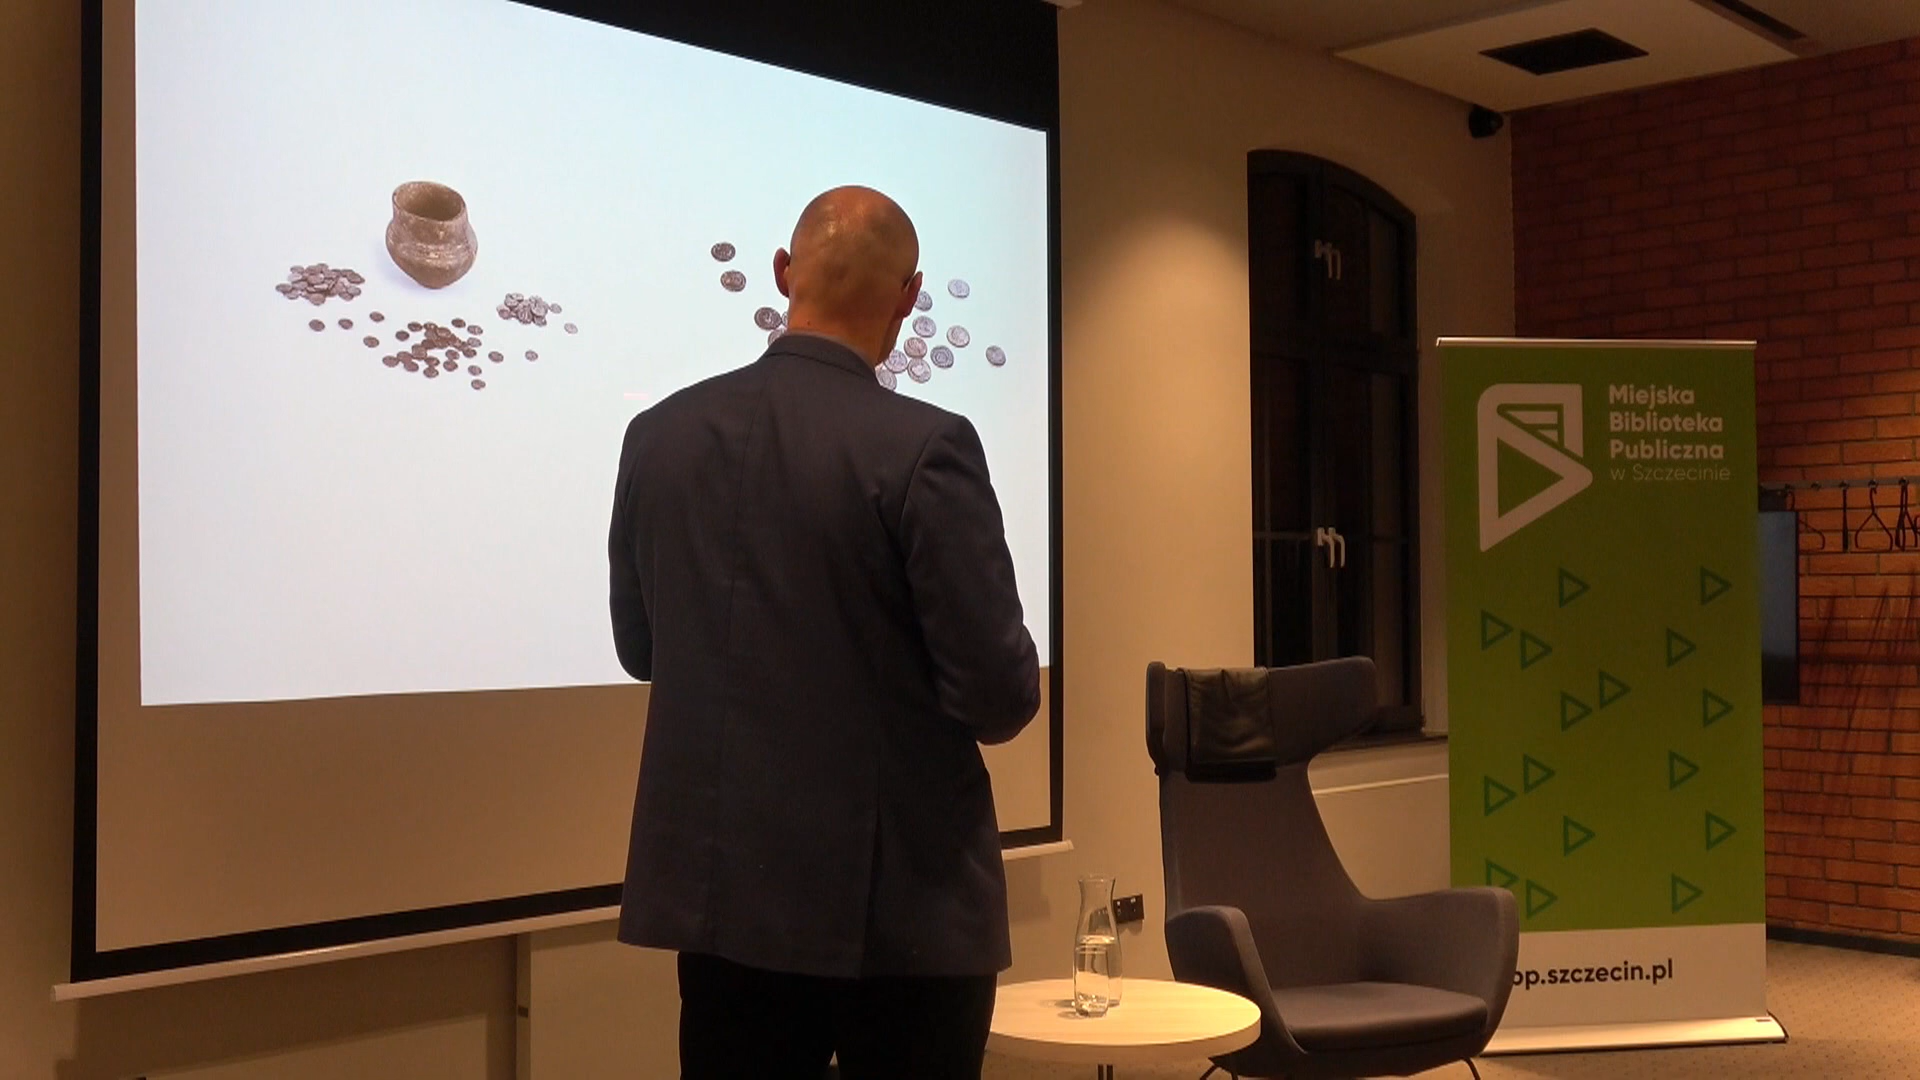 Miejska
Biblioteka
Publiczna
w Szczecinie
op.szczecin.pl